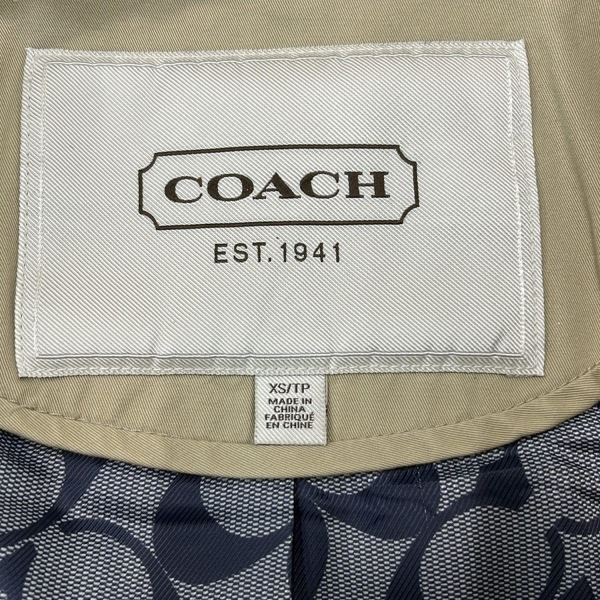 COACH
EST.1941
XS/TP
MADE IN
CHINA
FABRIQUÉ
EN CHINE